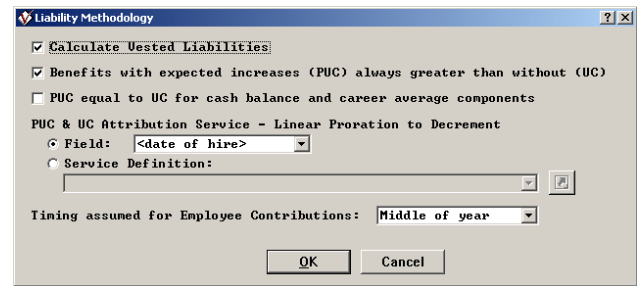 Liability Methodology
Calculate Vested Liabilities
Benefits with expected increases (PUC) always greater than without (UC)
PUC equal to UC for cash balance and career average components
PUC & UC Attribution Service - Linear Proration to Decrement
Field: <date of hire>
Service Definition:
Timing assumed for Employee Contributions: Middle of year
OK Cancel